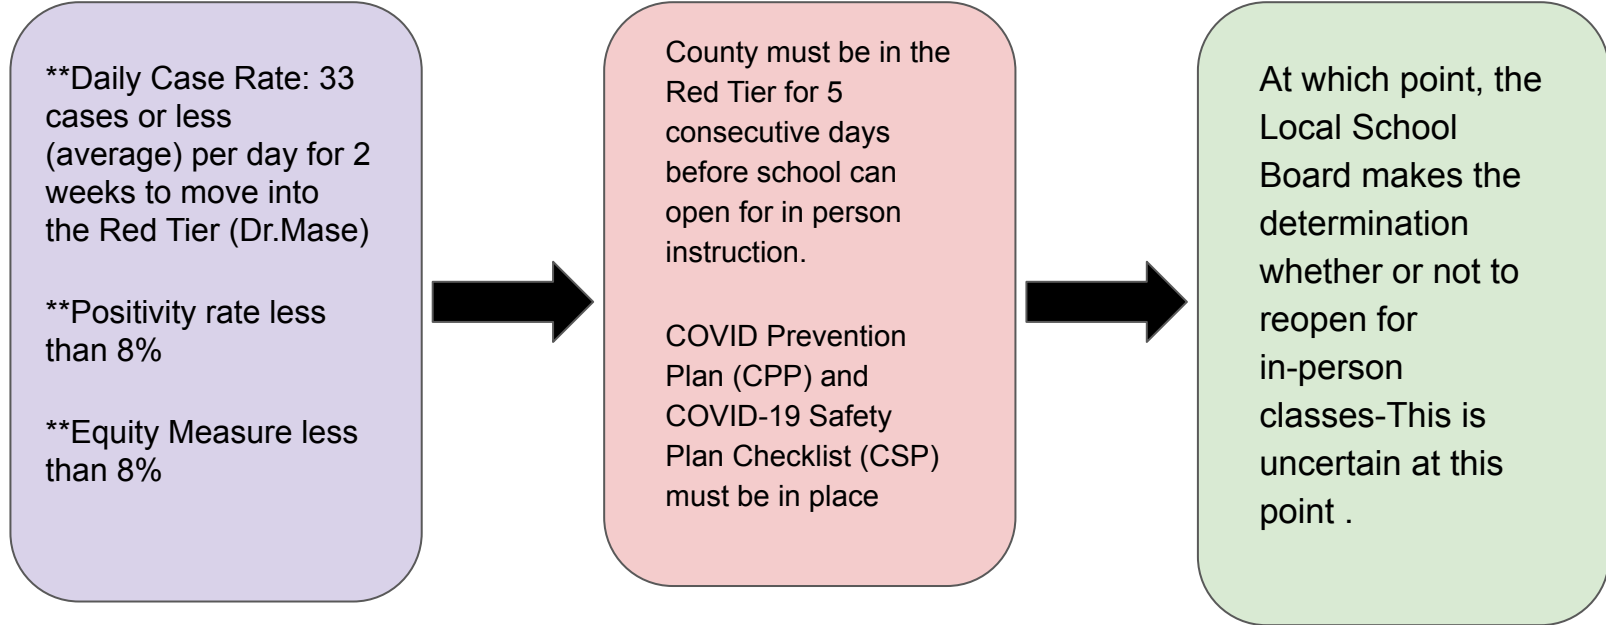 **Daily Case Rate: 33
cases or less
(average) per day for 2
weeks to move into
the Red Tier (Dr.Mase)
**Positivity rate less
than 8%
**Equity Measure less
than 8%
County must be in the
Red Tier for 5
consecutive days
before school can
open for in person
instruction.
COVID Prevention
Plan (CPP) and
COVID-19 Safety
Plan Checklist (CSP)
must be in place
At which point, the
Local School
Board makes the
determination
whether or not to
reopen for
in-person
classes-This is
uncertain at this
point .